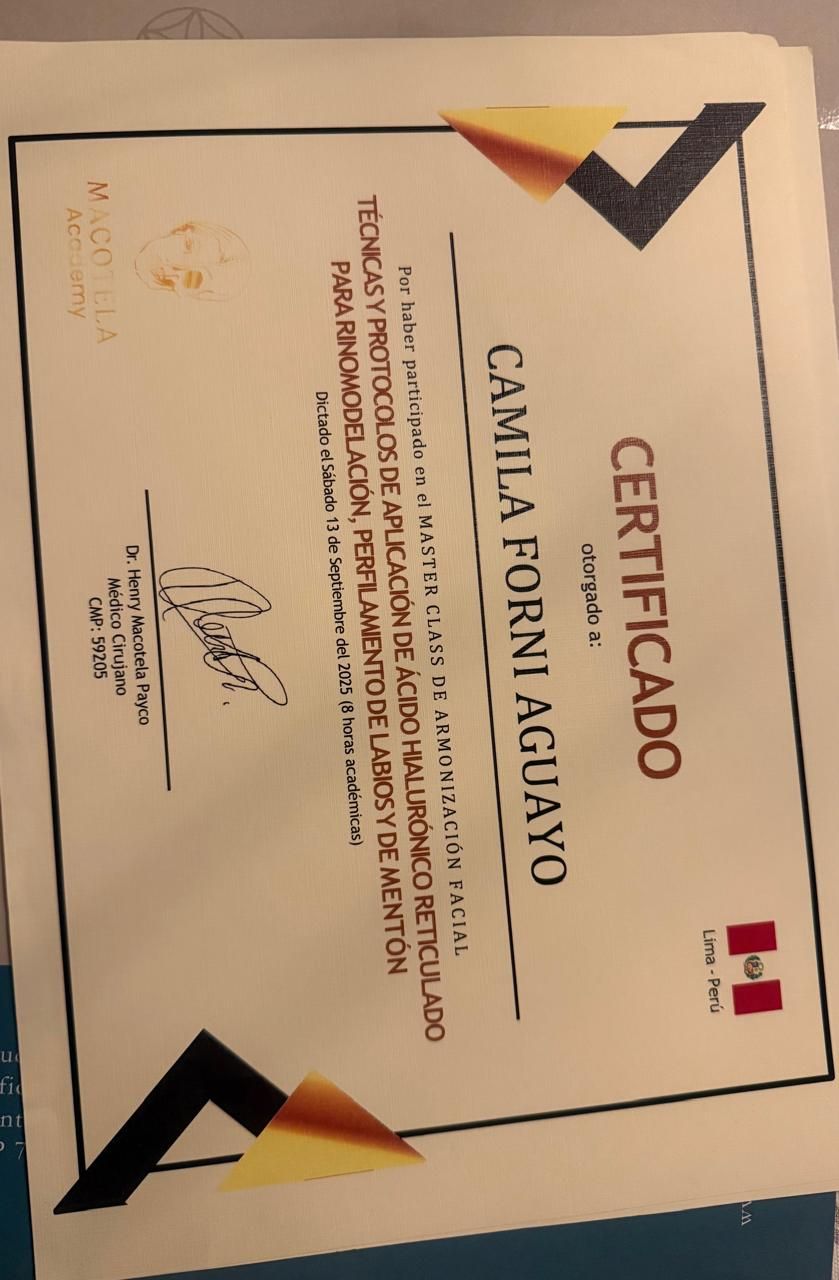 CERTIFICADO
Lima - Perú
otorgado a:
CAMILA FORNI AGUAYO
Por haber participado en el MASTER CLASS DE ARMONIZACIÓN FACIAL
TÉCNICAS Y PROTOCOLOS DE APLICACIÓN DE ÁCIDO HIALURÓNICO RETICULADO
PARA RINOMODELACIÓN, PERFILAMIENTO DE LABIOS Y DE MENTÓN
Dictado el Sábado 13 de Septiembre del 2025 (8 horas académicas)
MACOTELA
Academy
Dr. Henry Macotela Payco
Médico Cirujano
CMP: 59205